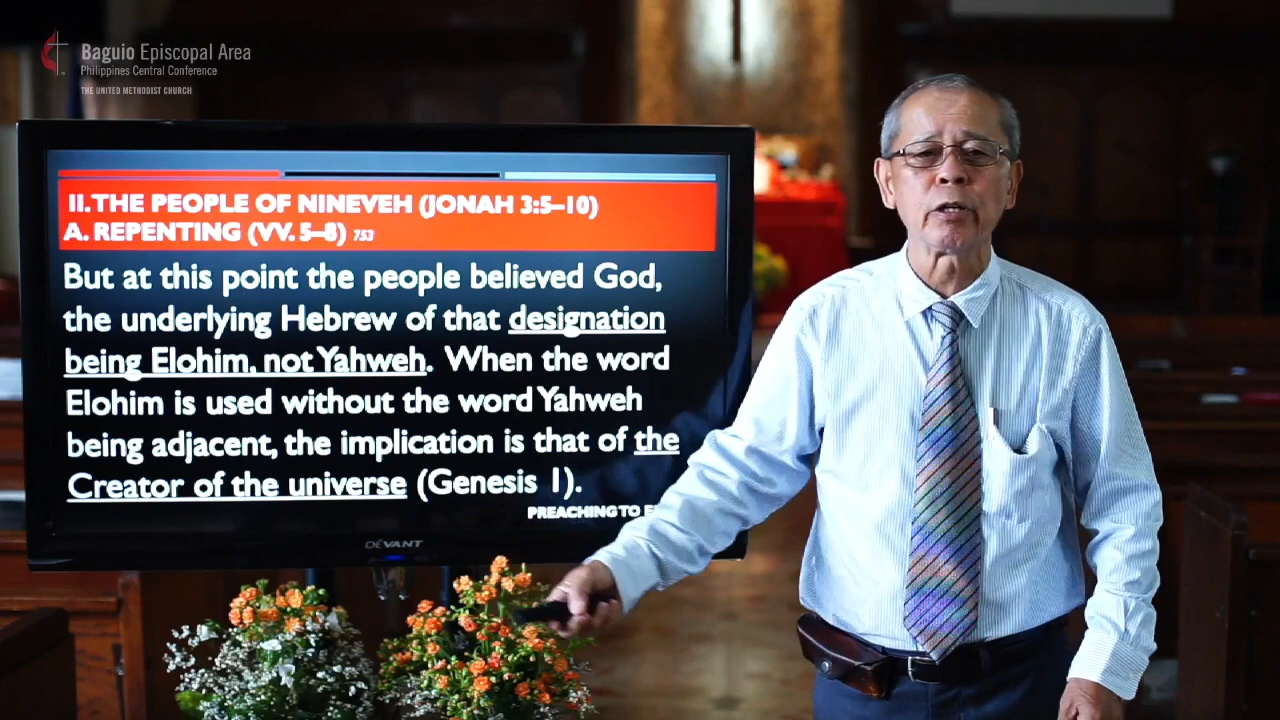 Baguio Episcopal Area
Philippines Central Conference
THE UNITED METHODIST CHURCH
II. THE PEOPLE OF NINEVEH (JONAH 3:5–10)
A. REPENTING (VV. 5–8) 753
But at this point the people believed God,
the underlying Hebrew of that designation
being Elohim, not Yahweh. When the word
Elohim is used without the word Yahweh
being adjacent, the implication is that of the
Creator of the universe (Genesis 1).
PREACHING TO
DEVANT